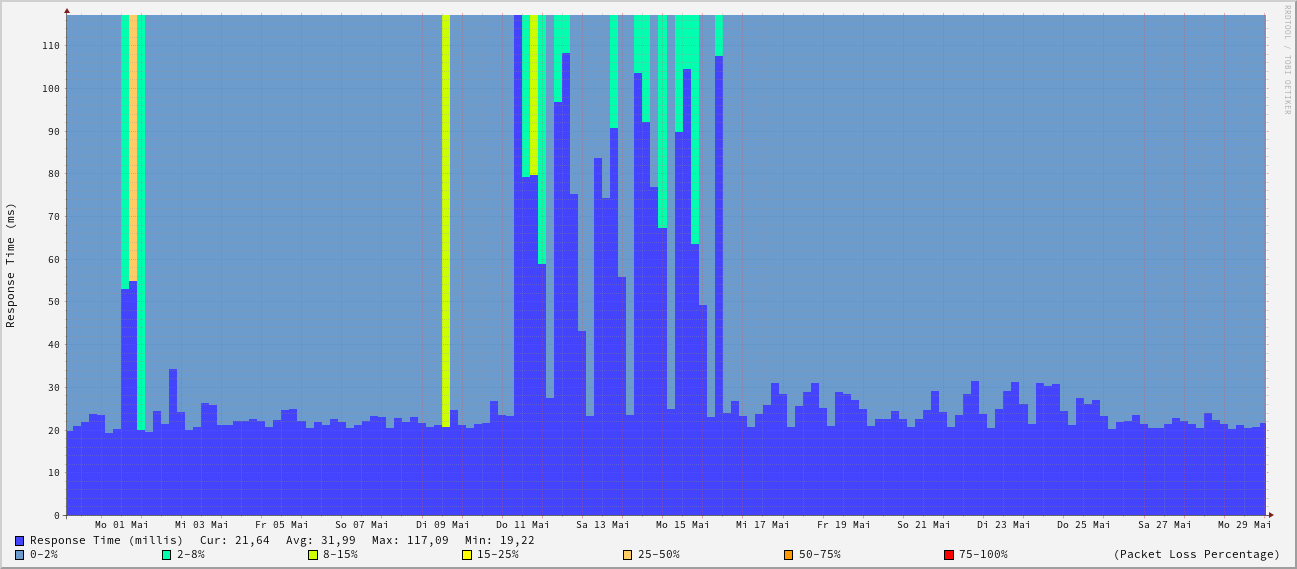 RRDTOOL / TOBI OETIKER
Response Time (ms)
110
100
90
80
70
60
50
40
30
20
10
0
Mo 01 Mai Mi 03 Mai Fr 05 Mai So 07 Mai Di 09 Mai Do 11 Mai Sa 13 Mai Mo 15 Mai Mi 17 Mai Fr 19 Mai So 21 Mai Di 23 Mai Do 25 Mai Sa 27 Mai Mo 29 Mai
Response Time (millis) Cur: 21,64 Avg: 31,99 Max: 117,09 Min: 19,22
0-2% 2-8% 8-15% 15-25% 25-50% 50-75% 75-100% (Packet Loss Percentage)